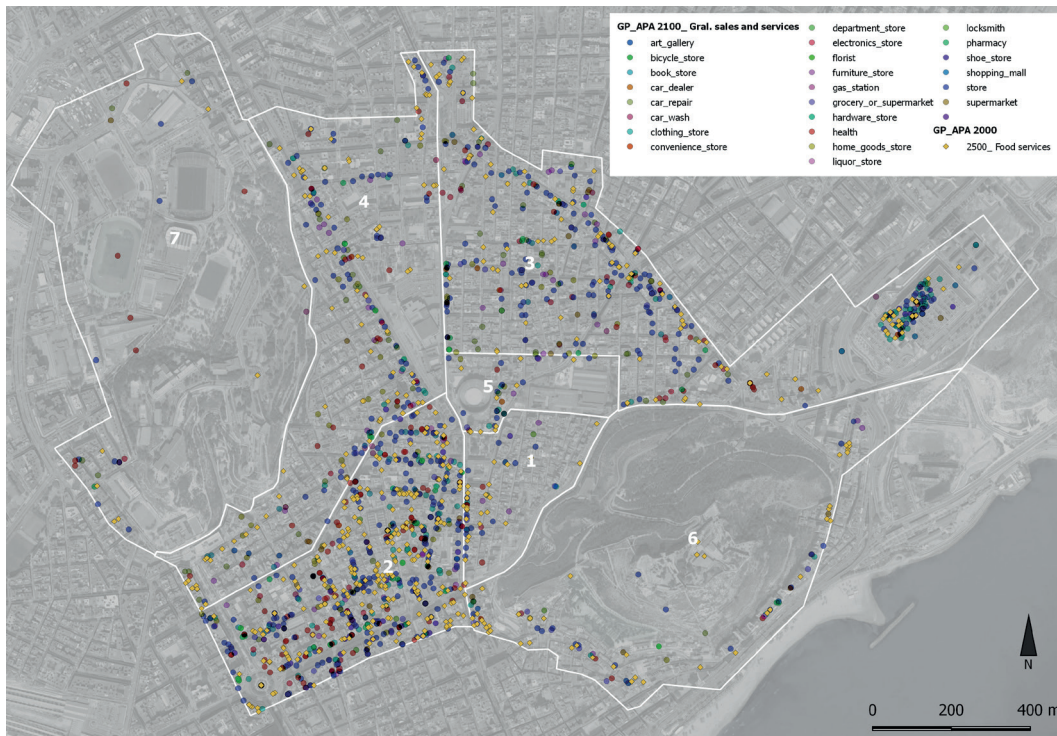 GP_APA 2100_ Gral. sales and services
art_gallery
bicycle_store
book_store
car_dealer
car_repair
car_wash
clothing_store
convenience_store
department_store
electronics_store
florist
furniture_store
gas_station
grocery_or_supermarket
hardware_store
health
home_goods_store
liquor_store
locksmith
pharmacy
shoe_store
shopping_mall
store
supermarket
GP_APA 2000
2500_ Food services
7
4
3
5
1
2
6
N
0 200 400 m